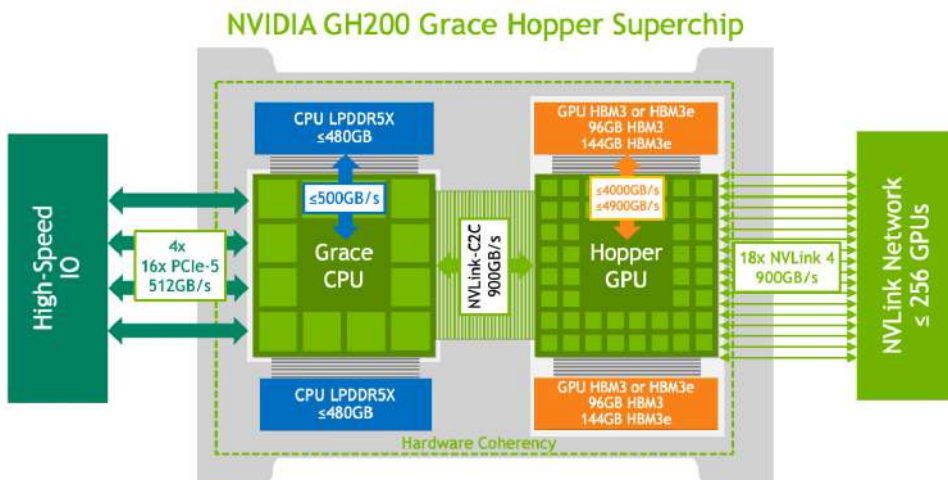 NVIDIA GH200 Grace Hopper Superchip
CPU LPDDR5X
≤480GB
GPU HBM3 or HBM3e
96GB HBM3
144GB HBM3e
≤500GB/s
≤4000GB/s
≤4900GB/s
High-Speed
IO
4x
16x PCIe-5
512GB/s
Grace
CPU
NVLink-C2C
900GB/s
Hopper
GPU
18x NVLink 4
900GB/s
NVLink Network
≤ 256 GPUs
CPU LPDDR5X
≤480GB
GPU HBM3 or HBM3e
96GB HBM3
144GB HBM3e
Hardware Coherency